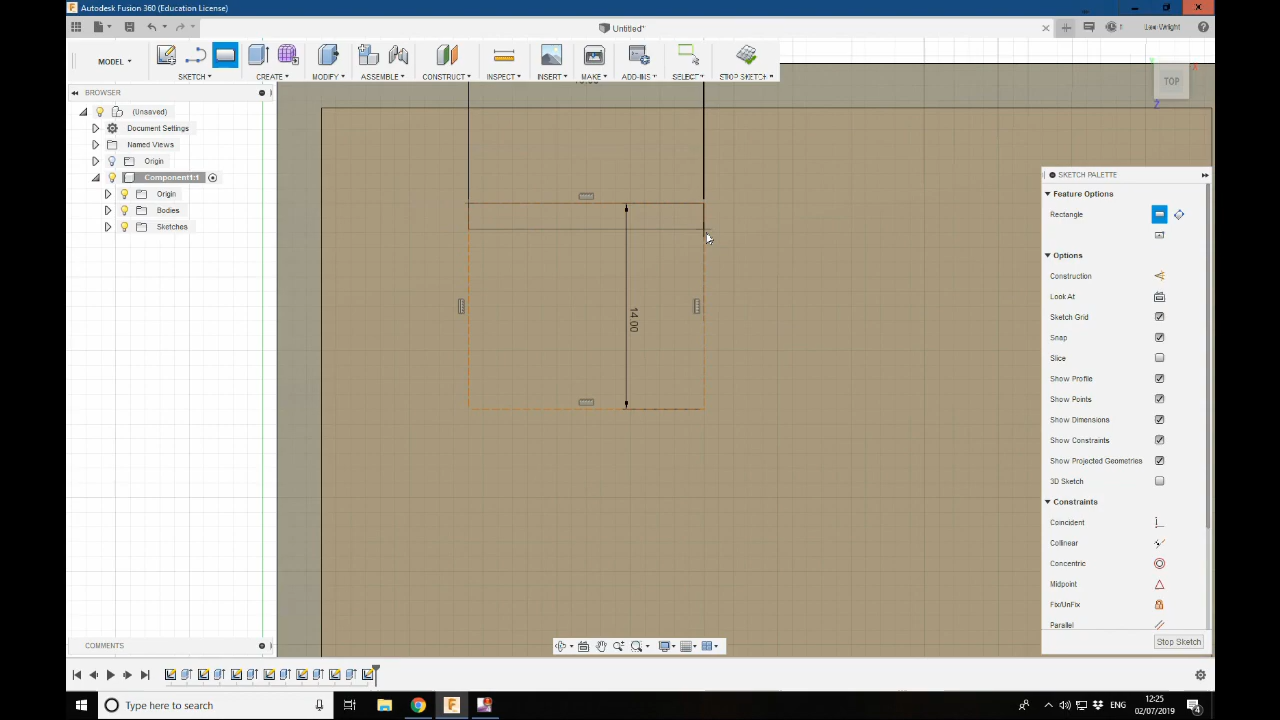 Autodesk Fusion 360 (Education License)
Untitled*
Lee Wright
MODEL
SKETCH
CREATE
MODIFY
ASSEMBLE
CONSTRUCT
INSPECT
INSERT
MAKE
ADD-INS
SELECT
STOP SKETCH
BROWSER
(Unsaved)
Document Settings
Named Views
Origin
Component1:1
Origin
Bodies
Sketches
TOP
X
Z
14.00
SKETCH PALETTE
Feature Options
Rectangle
Options
Construction
Look At
Sketch Grid
Snap
Slice
Show Profile
Show Points
Show Dimensions
Show Constraints
Show Projected Geometries
3D Sketch
Constraints
Coincident
Collinear
Concentric
Midpoint
Fix/UnFix
Parallel
Stop Sketch
COMMENTS
Type here to search
ENG
12:25
02/07/2019
4